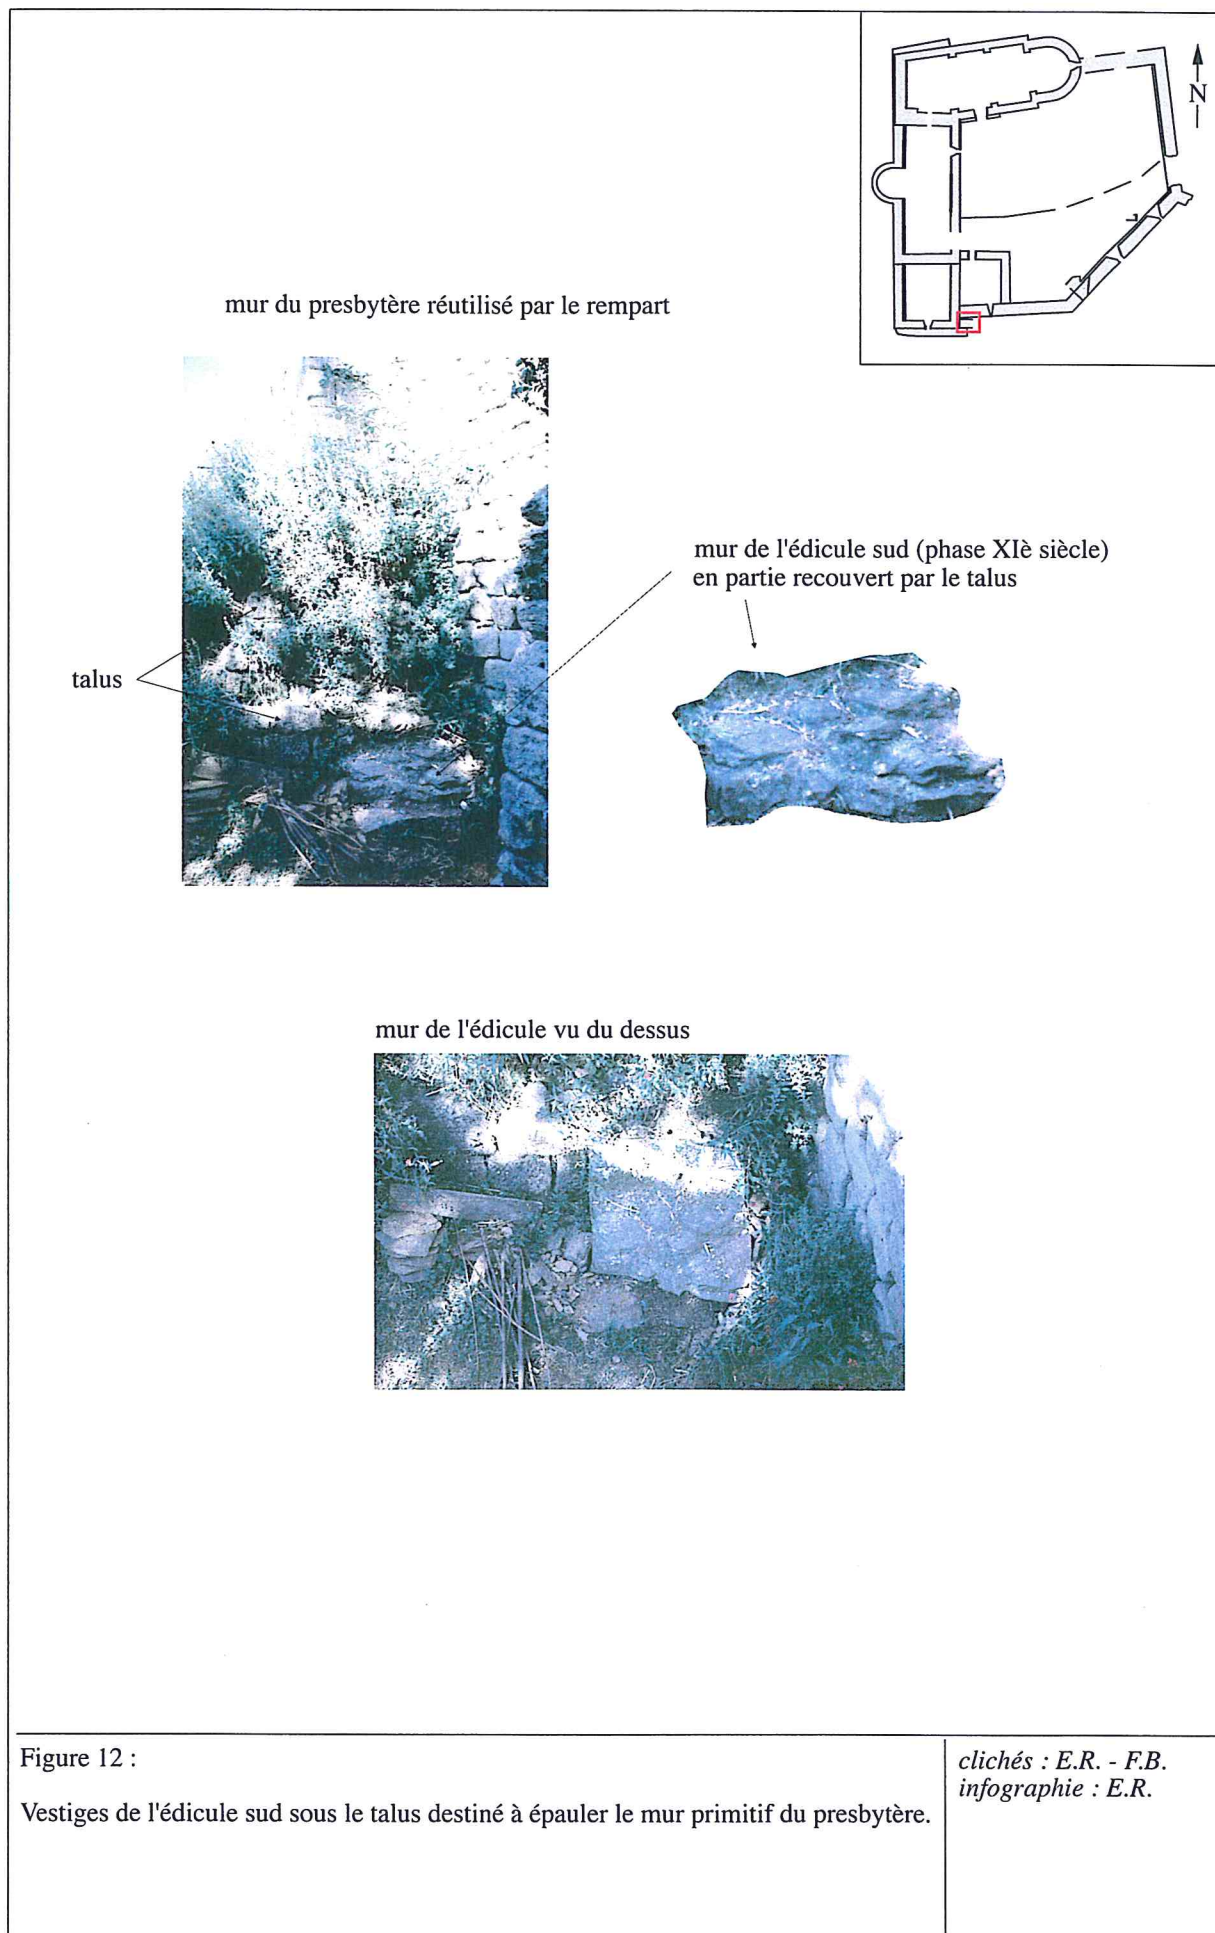 N
mur du presbytère réutilisé par le rempart
mur de l'édicule sud (phase XIè siècle)
en partie recouvert par le talus
talus
mur de l'édicule vu du dessus
Figure 12 :
Vestiges de l'édicule sud sous le talus destiné à épauler le mur primitif du presbytère.
clichés : E.R. - F.B.
infographie : E.R.